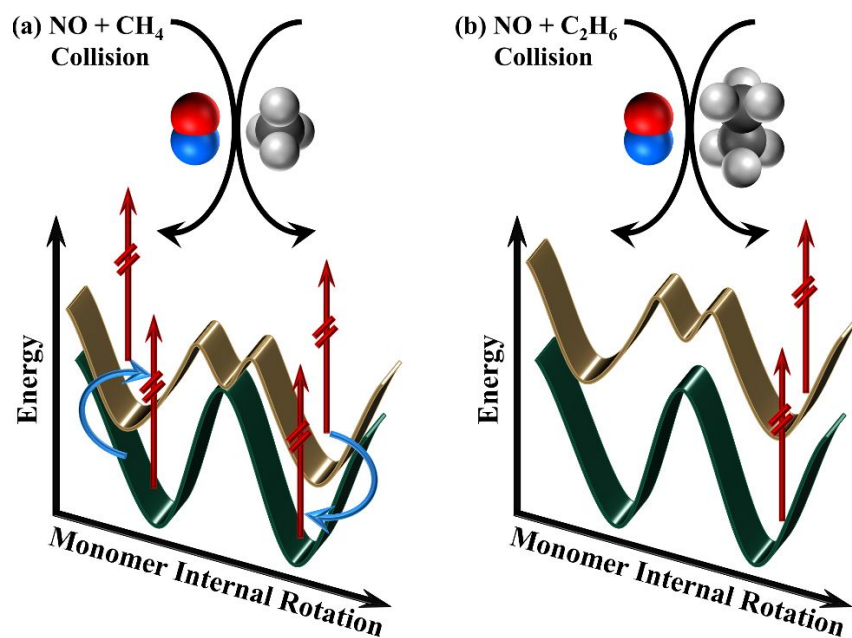 (a) NO + CH₄
Collision
(b) NO + C₂H₆
Collision
Energy
Monomer Internal Rotation
Energy
Monomer Internal Rotation